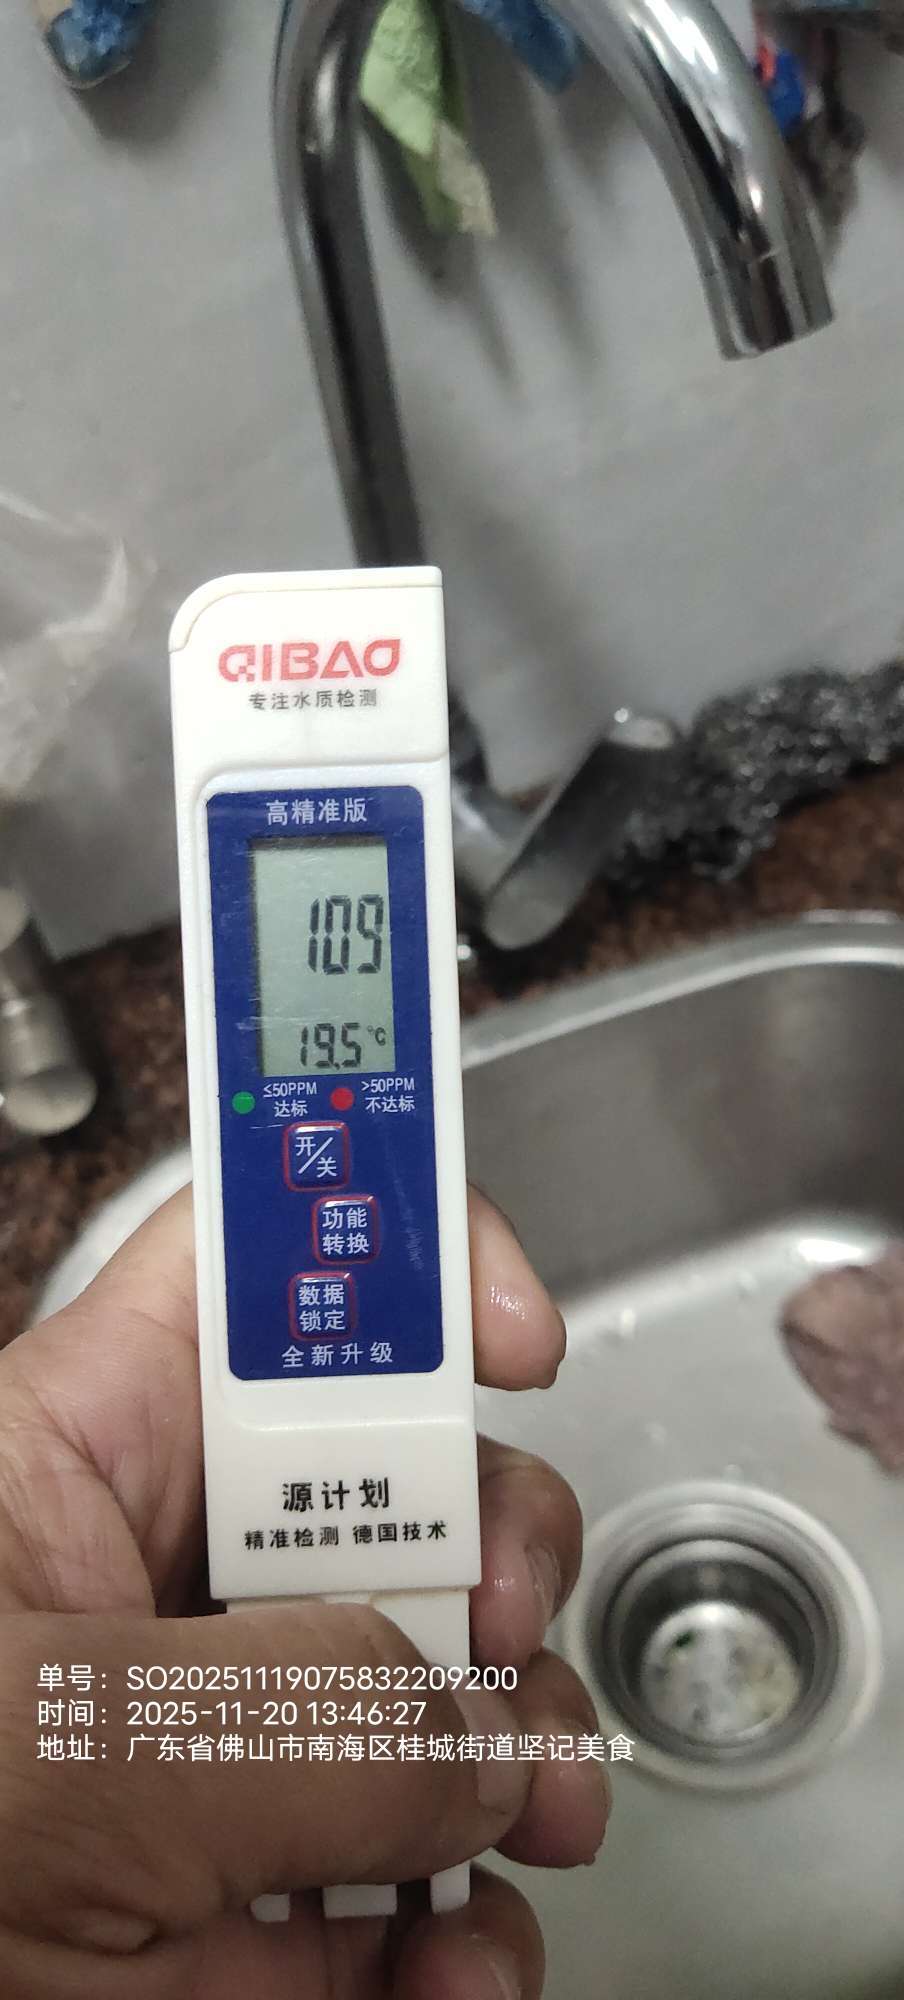 QIBAO
专注水质检测
高精准版
109
19.5℃
≤50PPM >50PPM
达标 不达标
开/关
功能
转换
数据
锁定
全新升级
源计划
精准检测 德国技术
单号：SO20251119075832209200
时间：2025-11-20 13:46:27
地址：广东省佛山市南海区桂城街道坚记美食